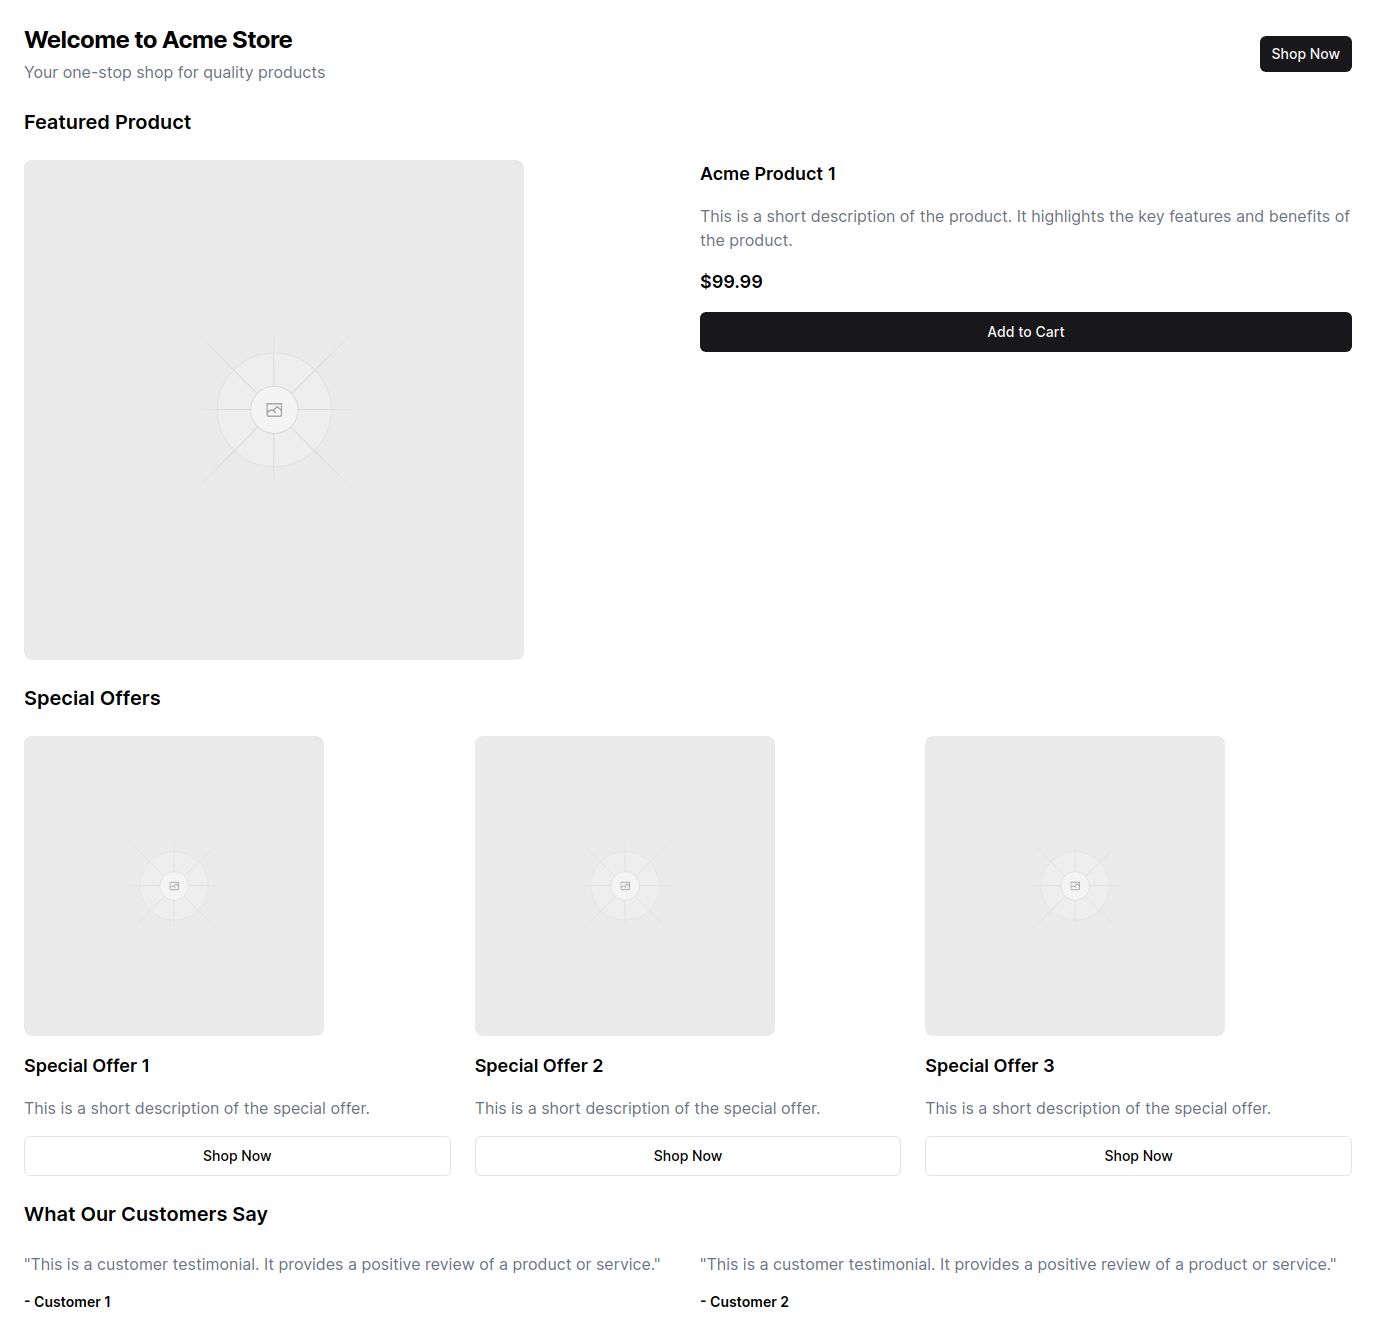 Welcome to Acme Store
Your one-stop shop for quality products
Shop Now
Featured Product
Acme Product 1
This is a short description of the product. It highlights the key features and benefits of
the product.
$99.99
Add to Cart
Special Offers
Special Offer 1
This is a short description of the special offer.
Shop Now
Special Offer 2
This is a short description of the special offer.
Shop Now
Special Offer 3
This is a short description of the special offer.
Shop Now
What Our Customers Say
"This is a customer testimonial. It provides a positive review of a product or service."
- Customer 1
"This is a customer testimonial. It provides a positive review of a product or service."
- Customer 2